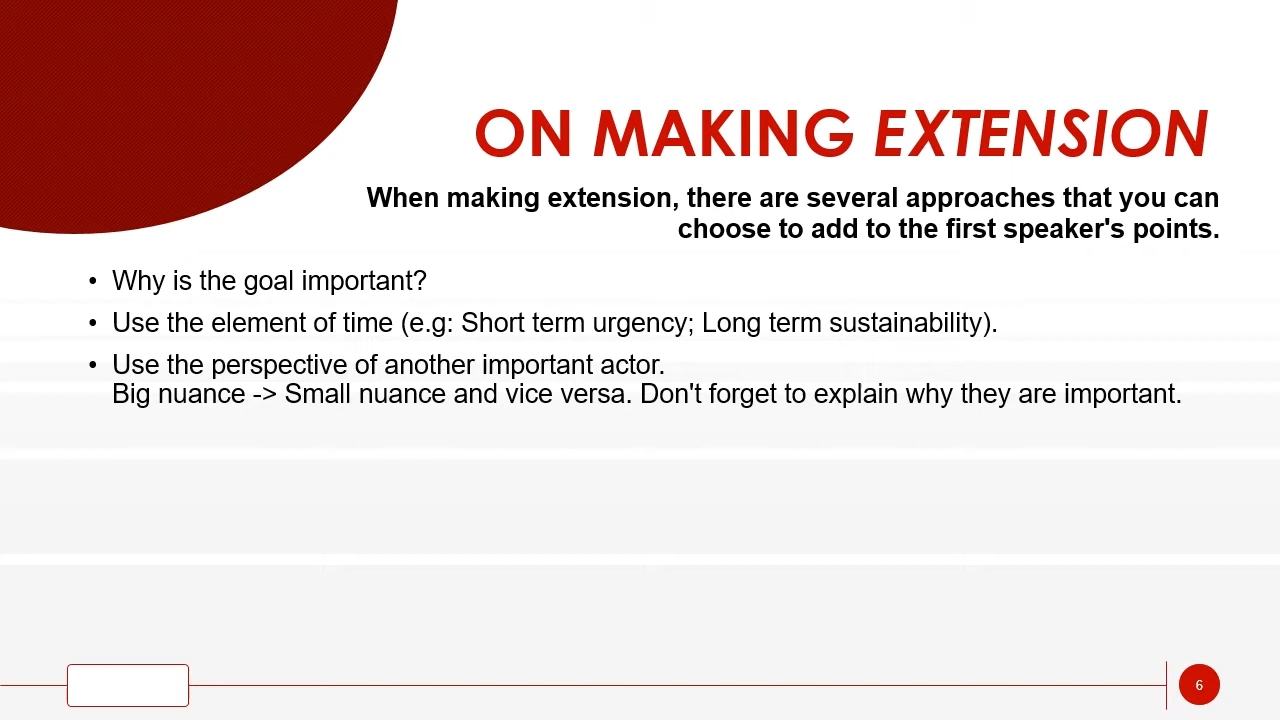 ON MAKING EXTENSION
When making extension, there are several approaches that you can
choose to add to the first speaker's points.
• Why is the goal important?
• Use the element of time (e.g: Short term urgency; Long term sustainability).
• Use the perspective of another important actor.
Big nuance -> Small nuance and vice versa. Don't forget to explain why they are important.
6